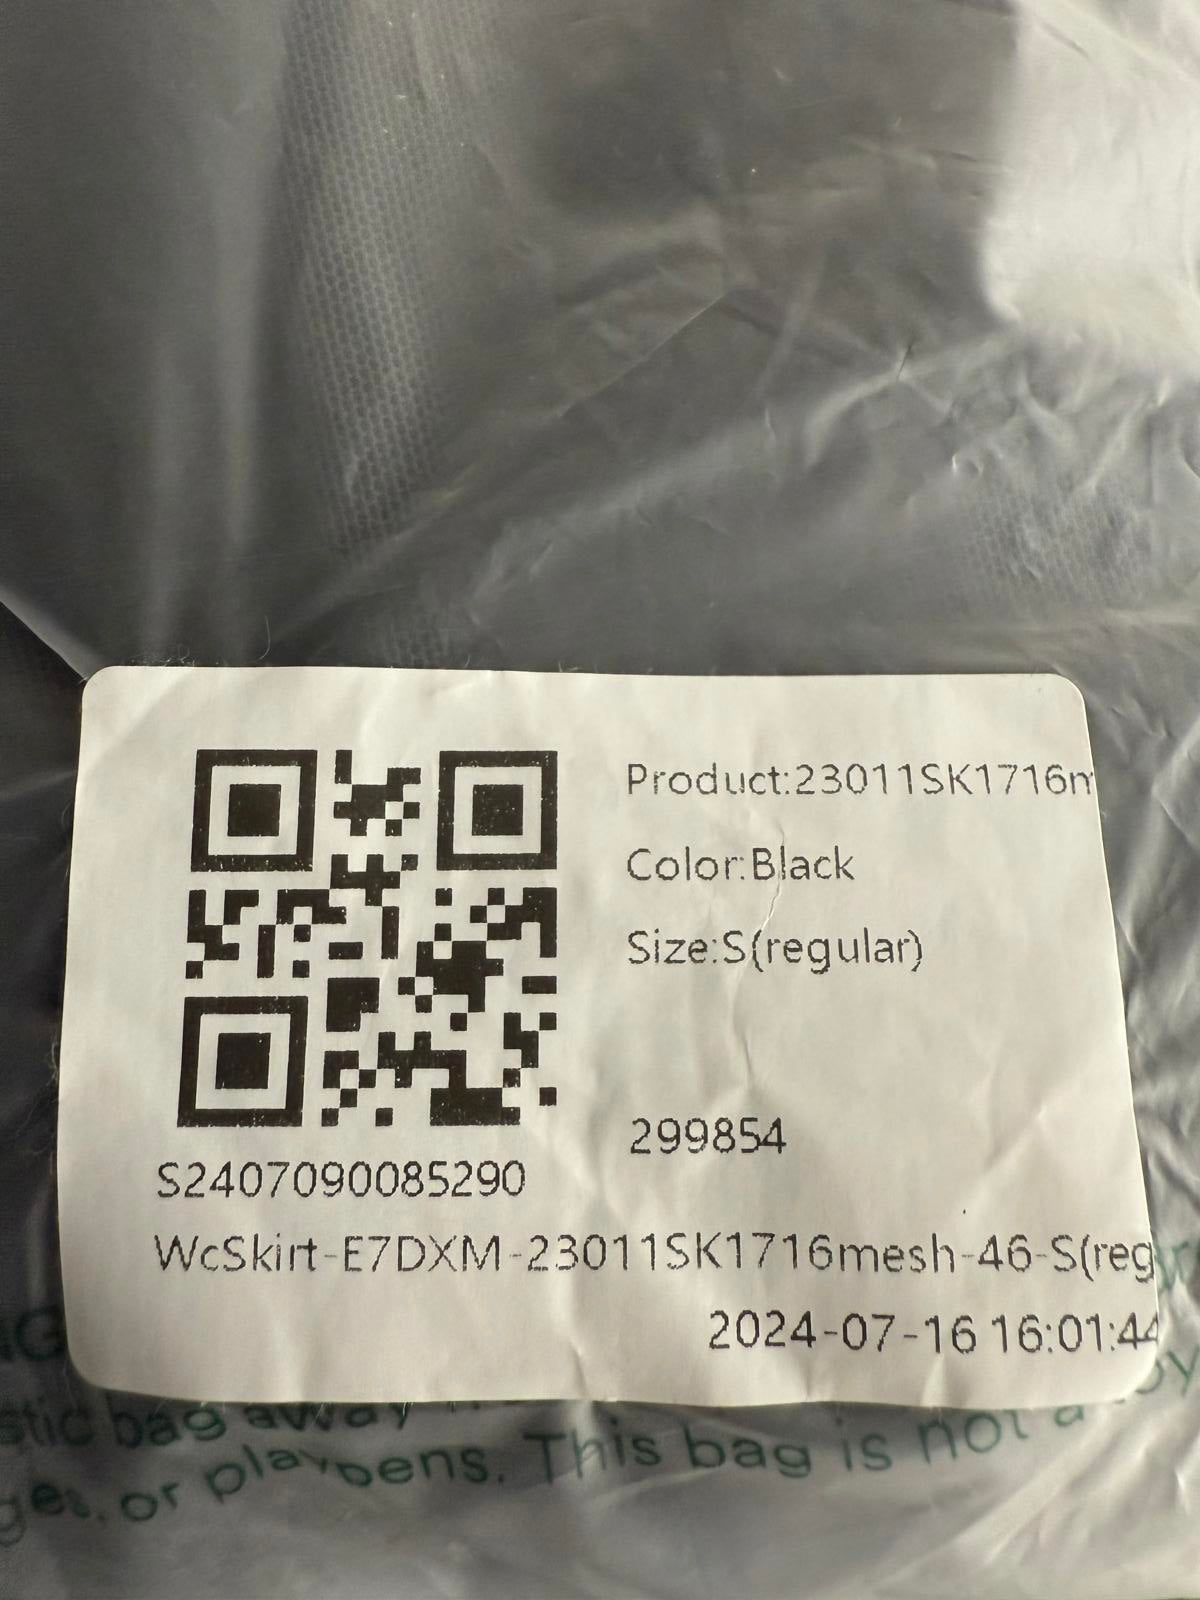 Product:23011SK1716m
Color:Black
Size:S(regular)
299854
S2407090085290
WcSkirt-E7DXM-23011SK1716mesh-46-S(reg
2024-07-16 16:01:44
stic bag away
ges, or playpens. This bag is not a toy